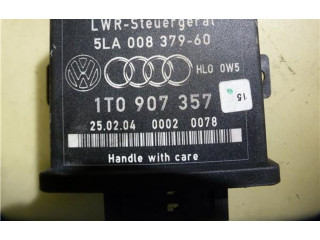 LWR-Steuergerät
5LA 008 379-60
HLO 0W5
1T0 907 357
15
25.02.04 0002 0078
Handle with care